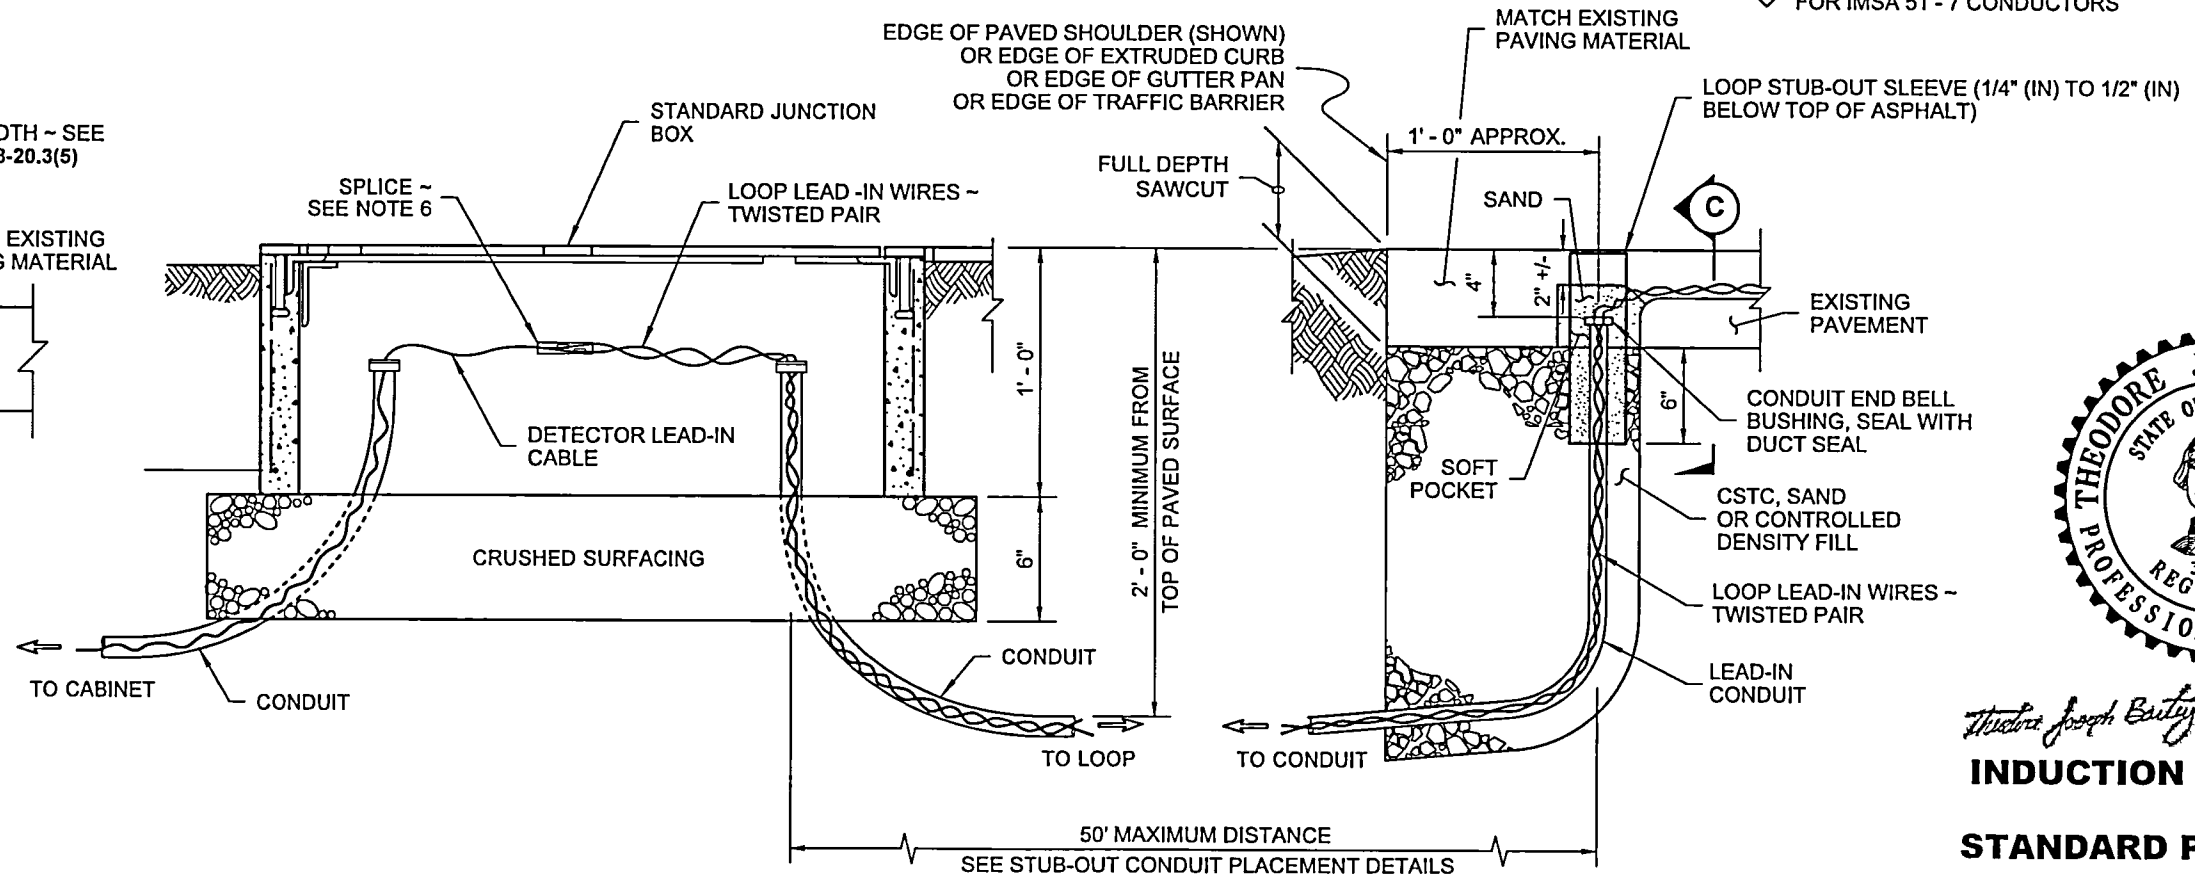 FOR IMSA 51 - 7 CONDUCTORS
MATCH EXISTING
PAVING MATERIAL
EDGE OF PAVED SHOULDER (SHOWN)
OR EDGE OF EXTRUDED CURB
OR EDGE OF GUTTER PAN
OR EDGE OF TRAFFIC BARRIER
LOOP STUB-OUT SLEEVE (1/4" (IN) TO 1/2" (IN)
BELOW TOP OF ASPHALT)
STANDARD JUNCTION
BOX
~ SEE
-20.3(5)
1' - 0" APPROX.
FULL DEPTH
SAWCUT
SPLICE ~
SEE NOTE 6
LOOP LEAD -IN WIRES ~
TWISTED PAIR
SAND
C
EXISTING
MATERIAL
4"
2" +/-
EXISTING
PAVEMENT
1' - 0"
2' - 0" MINIMUM FROM
TOP OF PAVED SURFACE
6"
CONDUIT END BELL
BUSHING, SEAL WITH
DUCT SEAL
DETECTOR LEAD-IN
CABLE
SOFT
POCKET
CSTC, SAND
OR CONTROLLED
DENSITY FILL
CRUSHED SURFACING
6"
LOOP LEAD-IN WIRES ~
TWISTED PAIR
CONDUIT
LEAD-IN
CONDUIT
TO CABINET
CONDUIT
TO LOOP
TO CONDUIT
50' MAXIMUM DISTANCE
SEE STUB-OUT CONDUIT PLACEMENT DETAILS
THEODORE
STATE
REG
PROFESSIO
Joseph
INDUCTION
STANDARD P